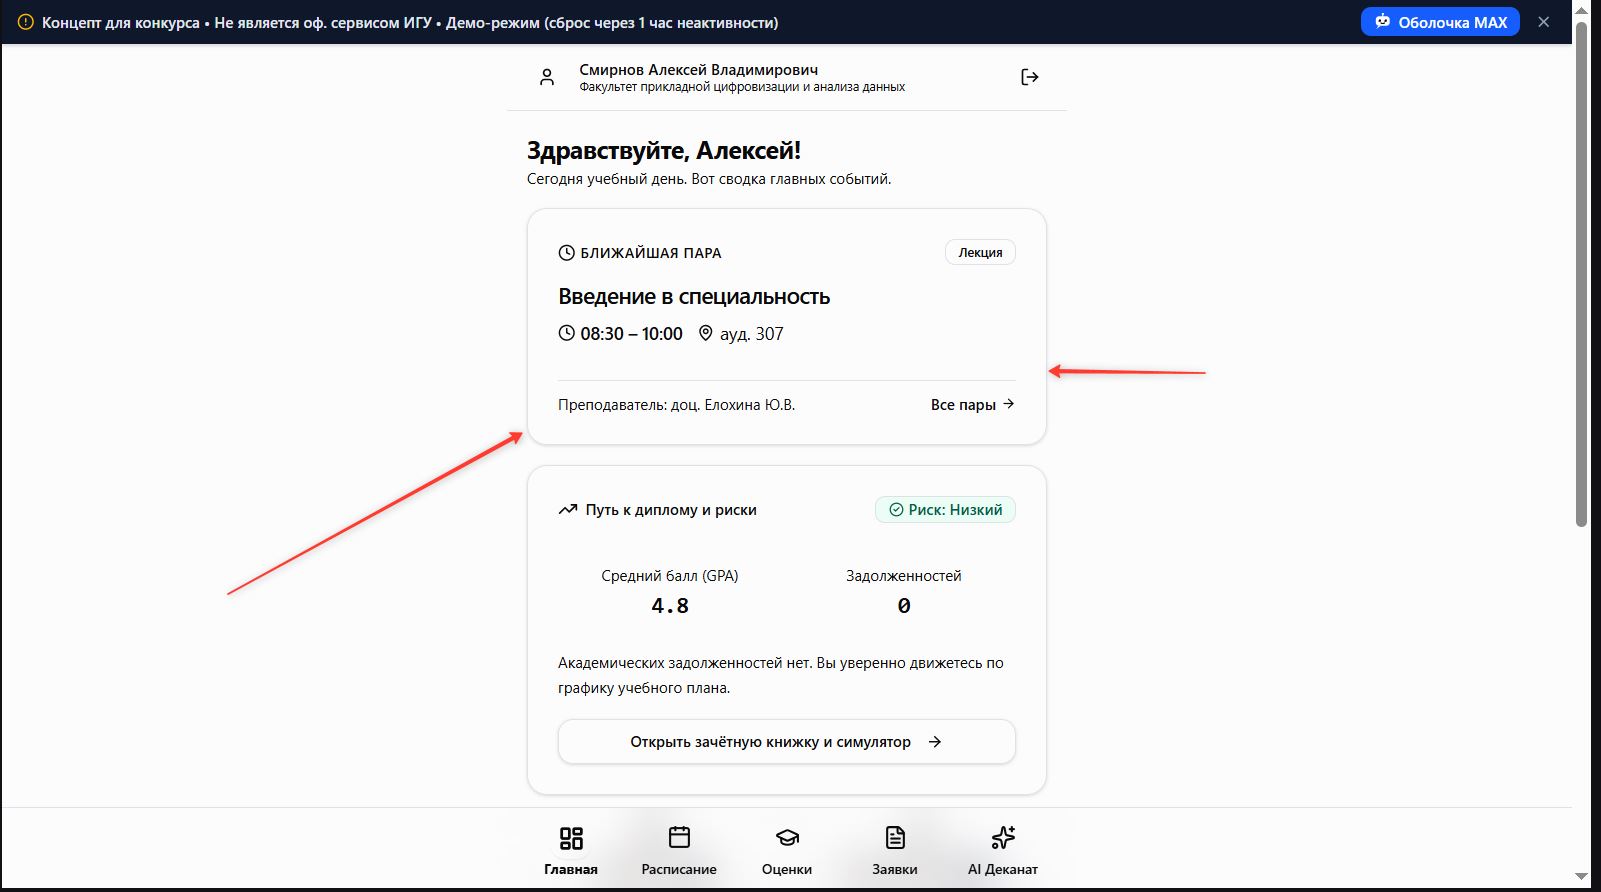 Концепт для конкурса • Не является оф. сервисом ИГУ • Демо-режим (сброс через 1 час неактивности)
Оболочка MAX
Смирнов Алексей Владимирович
Факультет прикладной цифровизации и анализа данных
Здравствуйте, Алексей!
Сегодня учебный день. Вот сводка главных событий.
БЛИЖАЙШАЯ ПАРА
Лекция
Введение в специальность
08:30 – 10:00 ауд. 307
Преподаватель: доц. Елохина Ю.В.
Все пары →
Путь к диплому и риски
Риск: Низкий
Средний балл (GPA)
Задолженностей
4.8
0
Академических задолженностей нет. Вы уверенно движетесь по
графику учебного плана.
Открыть зачётную книжку и симулятор →
Главная
Расписание
Оценки
Заявки
AI Деканат